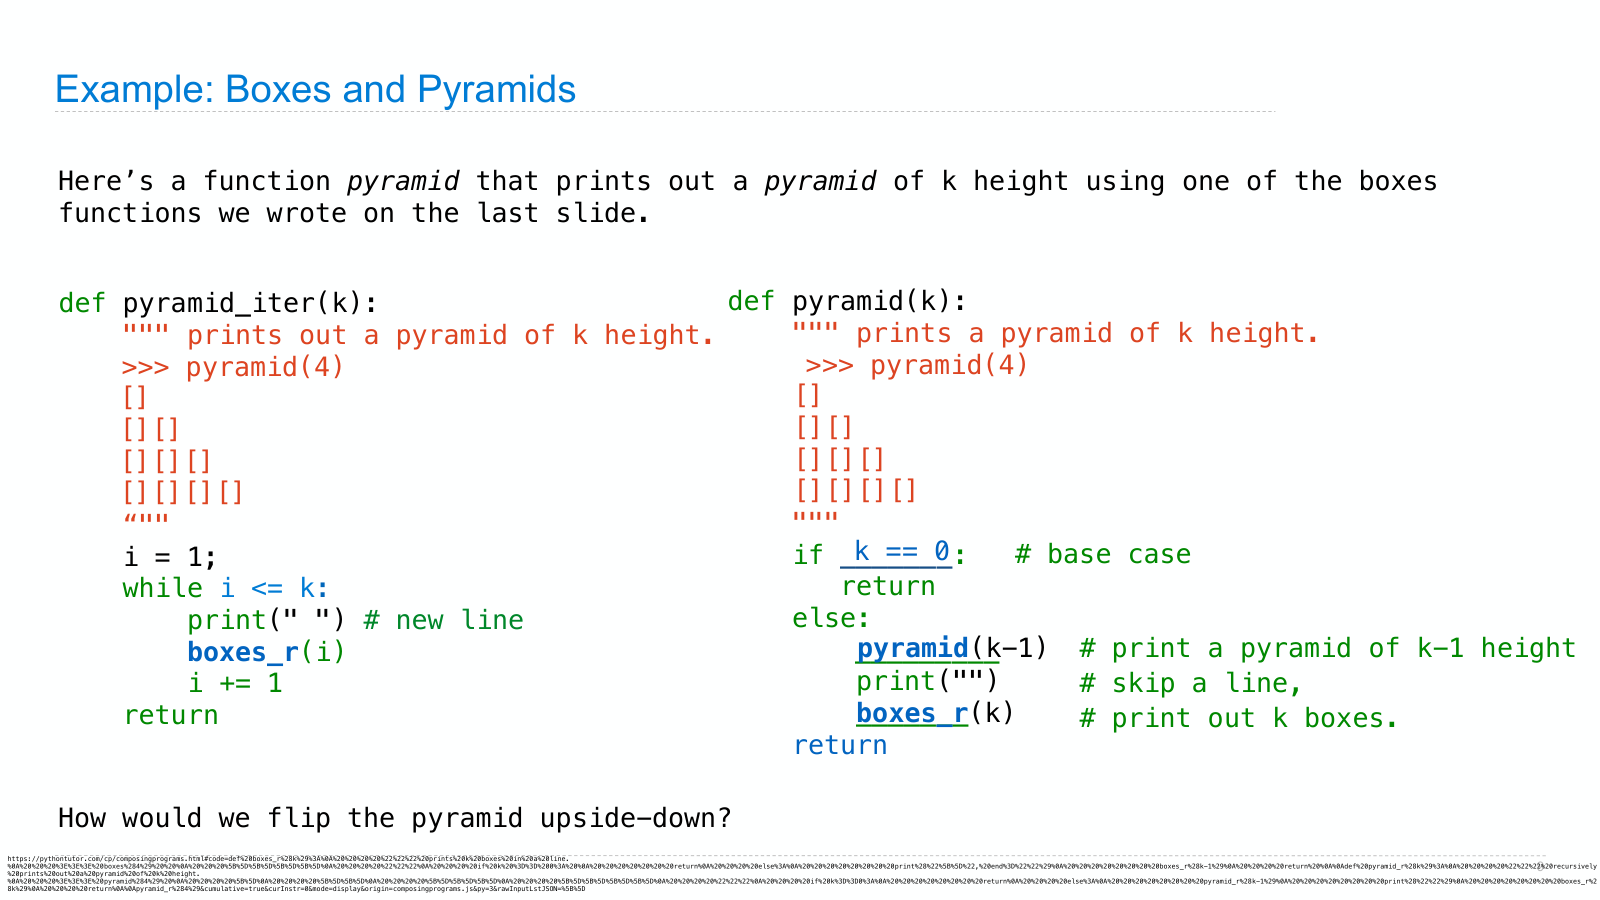 Example: Boxes and Pyramids
Here’s a function pyramid that prints out a pyramid of k height using one of the boxes
functions we wrote on the last slide.
def pyramid_iter(k):
""" prints out a pyramid of k height.
>>> pyramid(4)
[]
[][]
[][][]
[][][][]
“""
i = 1;
while i <= k:
print(" ") # new line
boxes_r(i)
i += 1
return
def pyramid(k):
""" prints a pyramid of k height.
>>> pyramid(4)
[]
[][]
[][][]
[][][][]
"""
if k == 0: # base case
return
else:
pyramid(k–1) # print a pyramid of k–1 height
print("") # skip a line,
boxes_r(k) # print out k boxes.
return
How would we flip the pyramid upside–down?